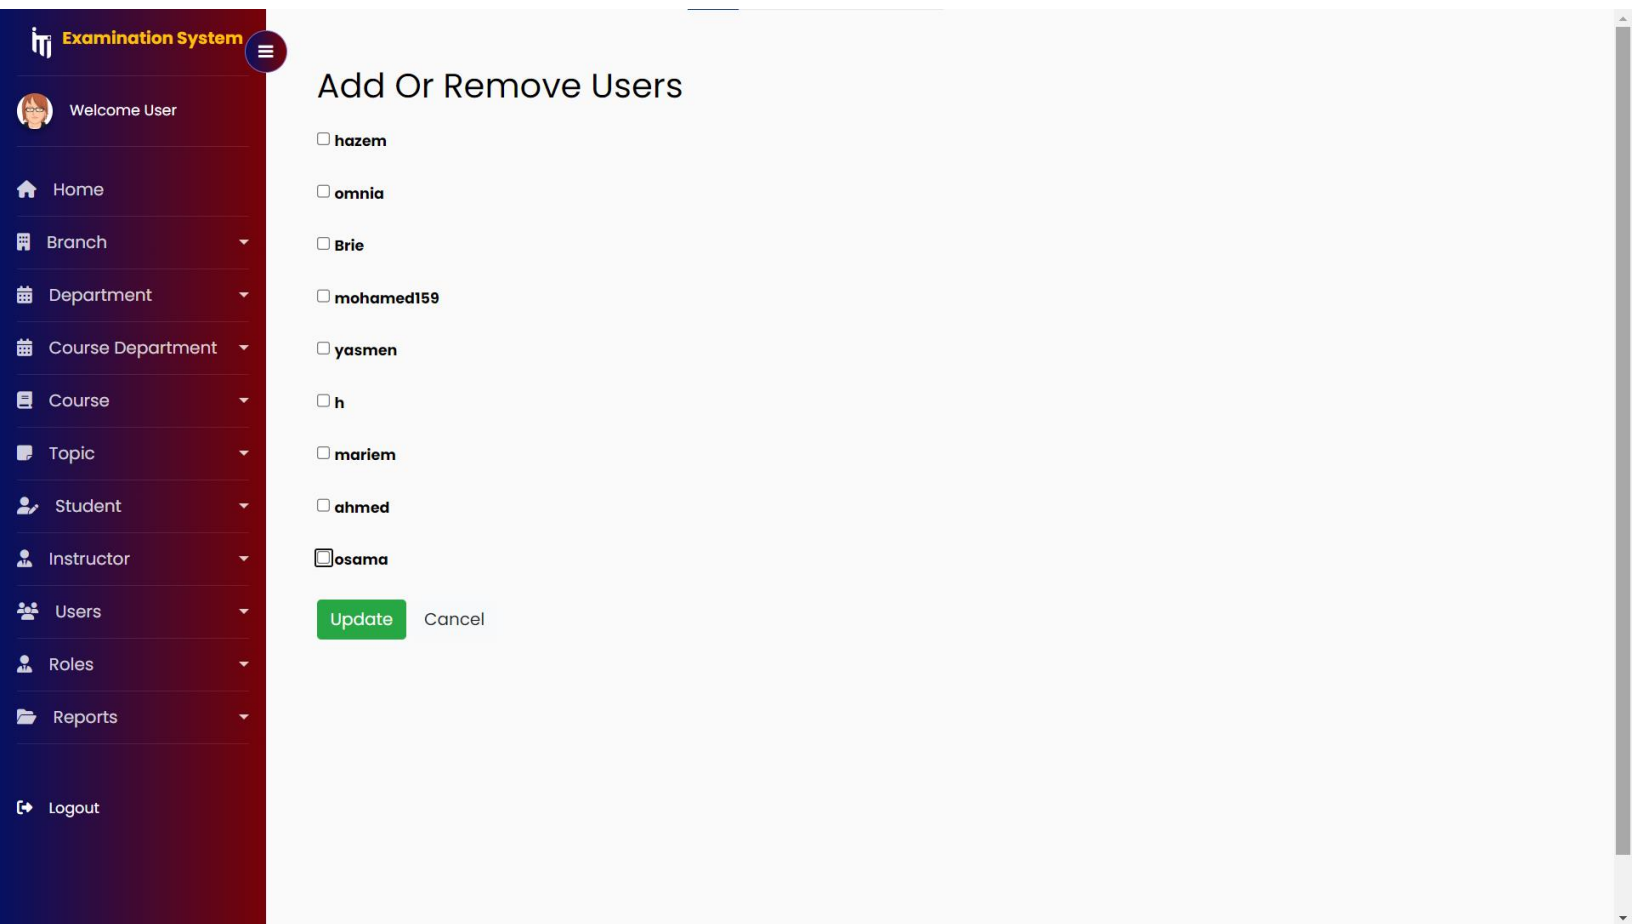 iTi Examination System
Welcome User
Home
Branch
Department
Course Department
Course
Topic
Student
Instructor
Users
Roles
Reports
Logout
Add Or Remove Users
hazem
omnia
Brie
mohamed159
yasmen
h
mariem
ahmed
osama
Update Cancel